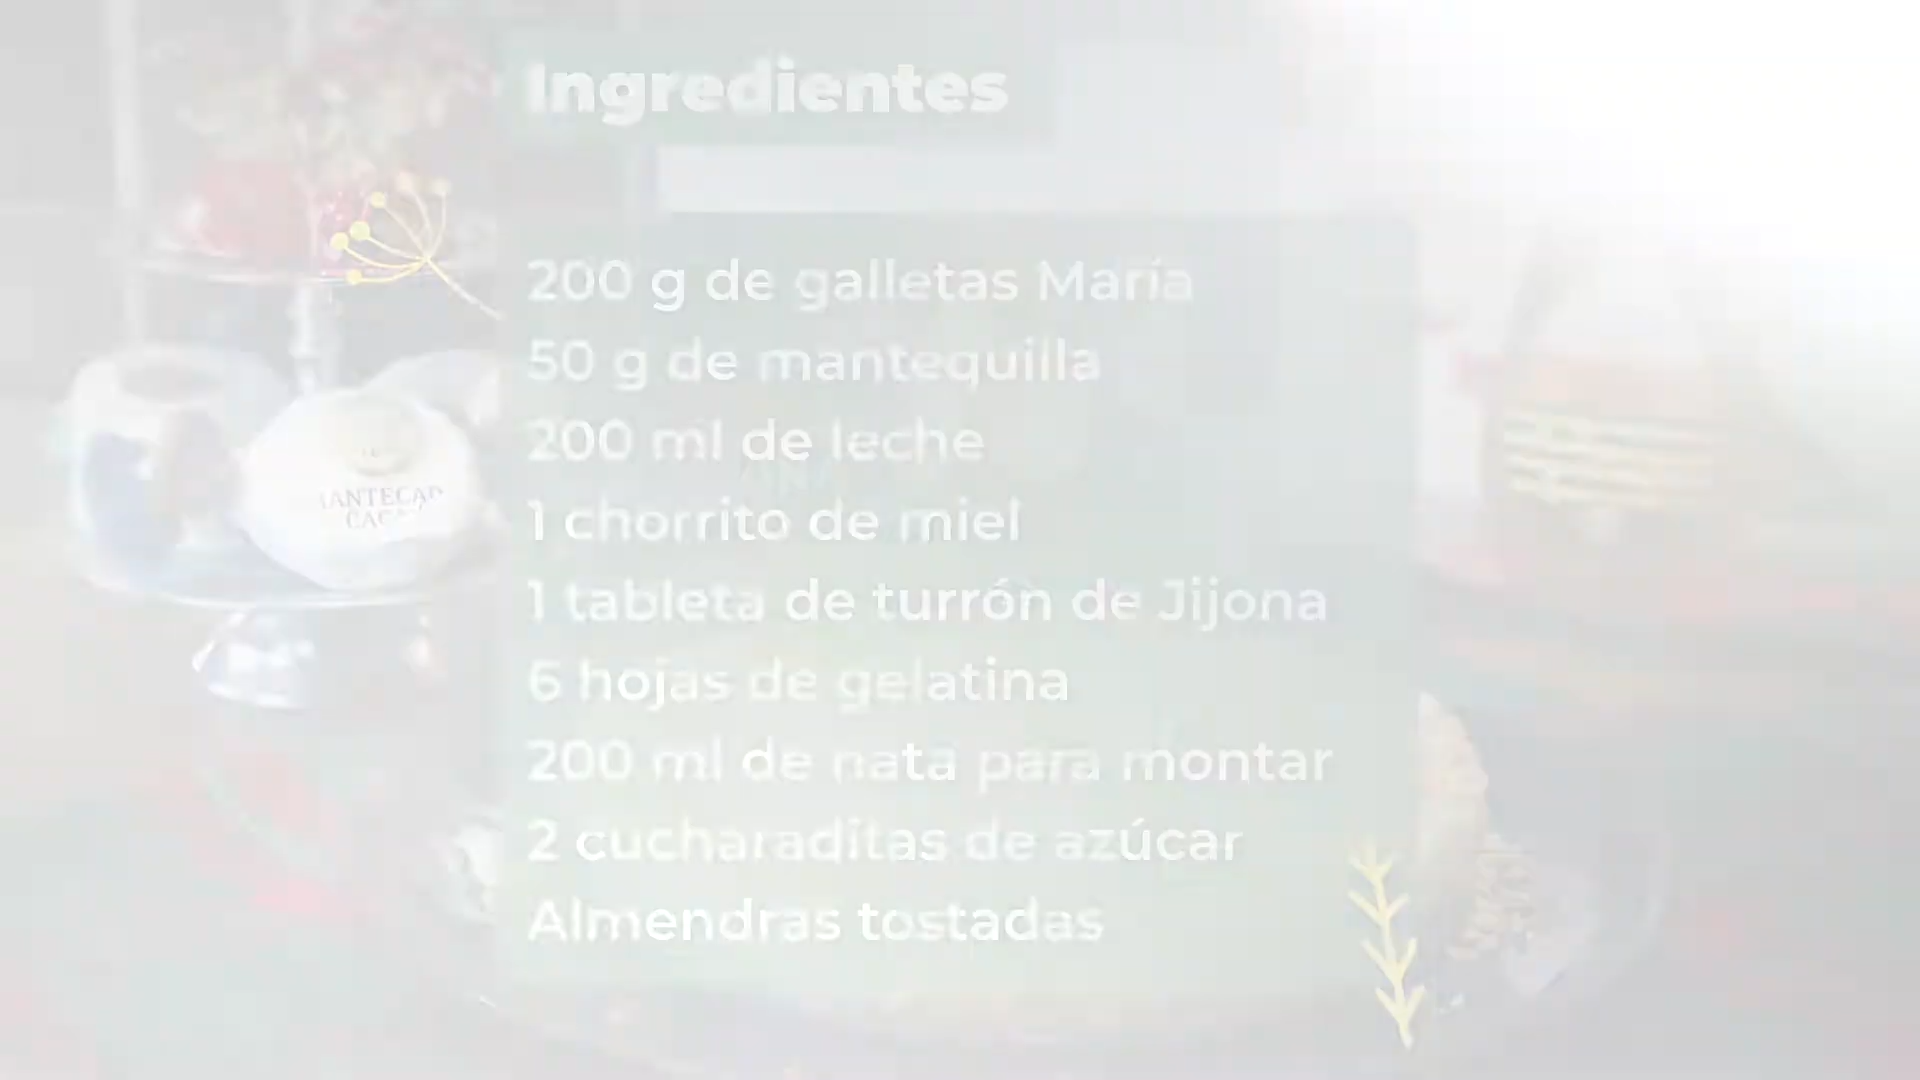 Ingredientes
200 g de galletas María
50 g de mantequilla
200 ml de leche
1 chorrito de miel
1 tableta de turrón de Jijona
6 hojas de gelatina
200 ml de nata para montar
2 cucharaditas de azúcar
Almendras tostadas